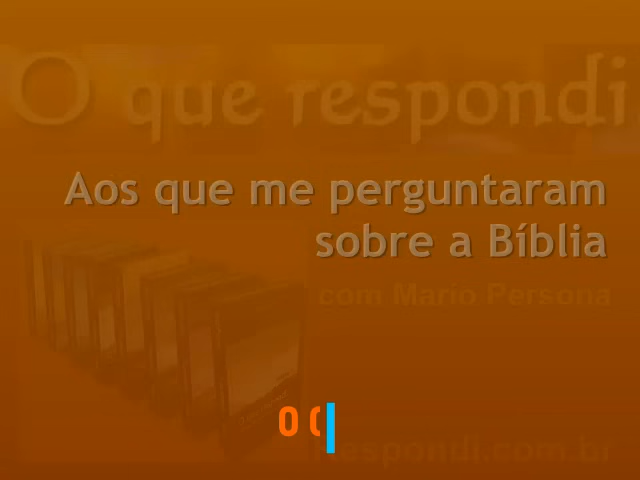 O que respondi
Aos que me perguntaram
sobre a Bíblia
com Mario Persona
Respondi.com.br